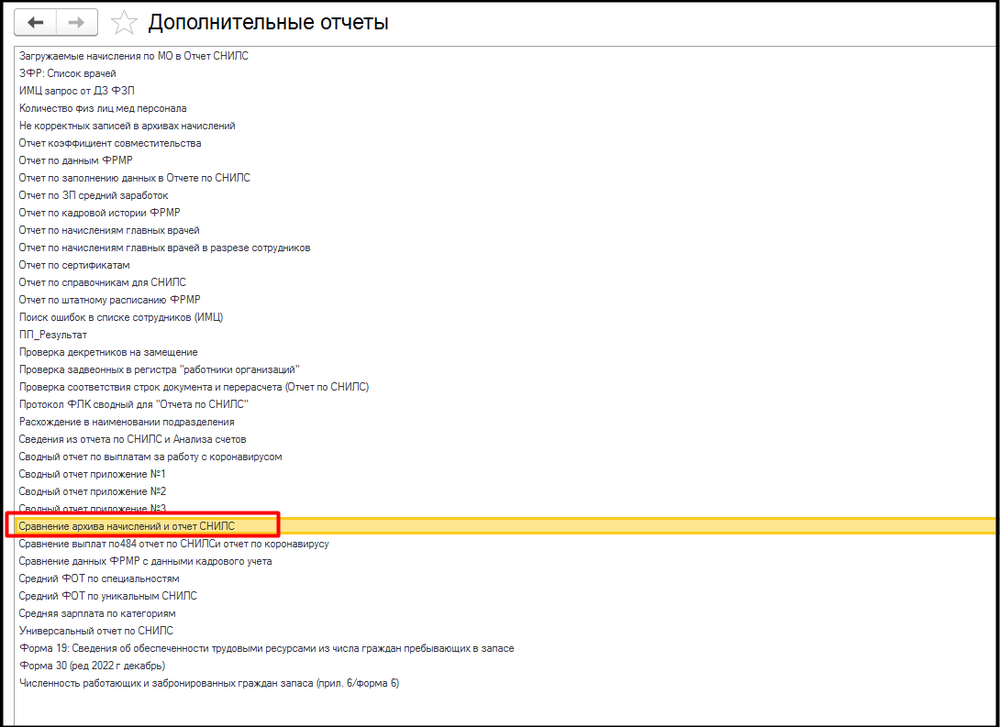 Дополнительные отчеты
Загружаемые начисления по МО в Отчет СНИЛС
ЗФР: Список врачей
ИМЦ запрос от ДЗ ФЗП
Количество физ лиц мед персонала
Не корректных записей в архивах начислений
Отчет коэффициент совместительства
Отчет по данным ФРМР
Отчет по заполнению данных в Отчете по СНИЛС
Отчет по ЗП средний заработок
Отчет по кадровой истории ФРМР
Отчет по начислениям главных врачей
Отчет по начислениям главных врачей в разрезе сотрудников
Отчет по сертификатам
Отчет по справочникам для СНИЛС
Отчет по штатному расписанию ФРМР
Поиск ошибок в списке сотрудников (ИМЦ)
ПП_Результат
Проверка декретников на замещение
Проверка задвеонных в регистра "работники организаций"
Проверка соответствия строк документа и перерасчета (Отчет по СНИЛС)
Протокол ФЛК сводный для "Отчета по СНИЛС"
Расхождение в наименовании подразделения
Сведения из отчета по СНИЛС и Анализа счетов
Сводный отчет по выплатам за работу с коронавирусом
Сводный отчет приложение №1
Сводный отчет приложение №2
Сводный отчет приложение №3
Сравнение архива начислений и отчет СНИЛС
Сравнение выплат по484 отчет по СНИЛСи отчет по коронавирусу
Сравнение данных ФРМР с данными кадрового учета
Средний ФОТ по специальностям
Средний ФОТ по уникальным СНИЛС
Средняя зарплата по категориям
Универсальный отчет по СНИЛС
Форма 19: Сведения об обеспеченности трудовыми ресурсами из числа граждан пребывающих в запасе
Форма 30 (ред 2022 г декабрь)
Численность работающих и забронированных граждан запаса (прил. 6/форма 6)